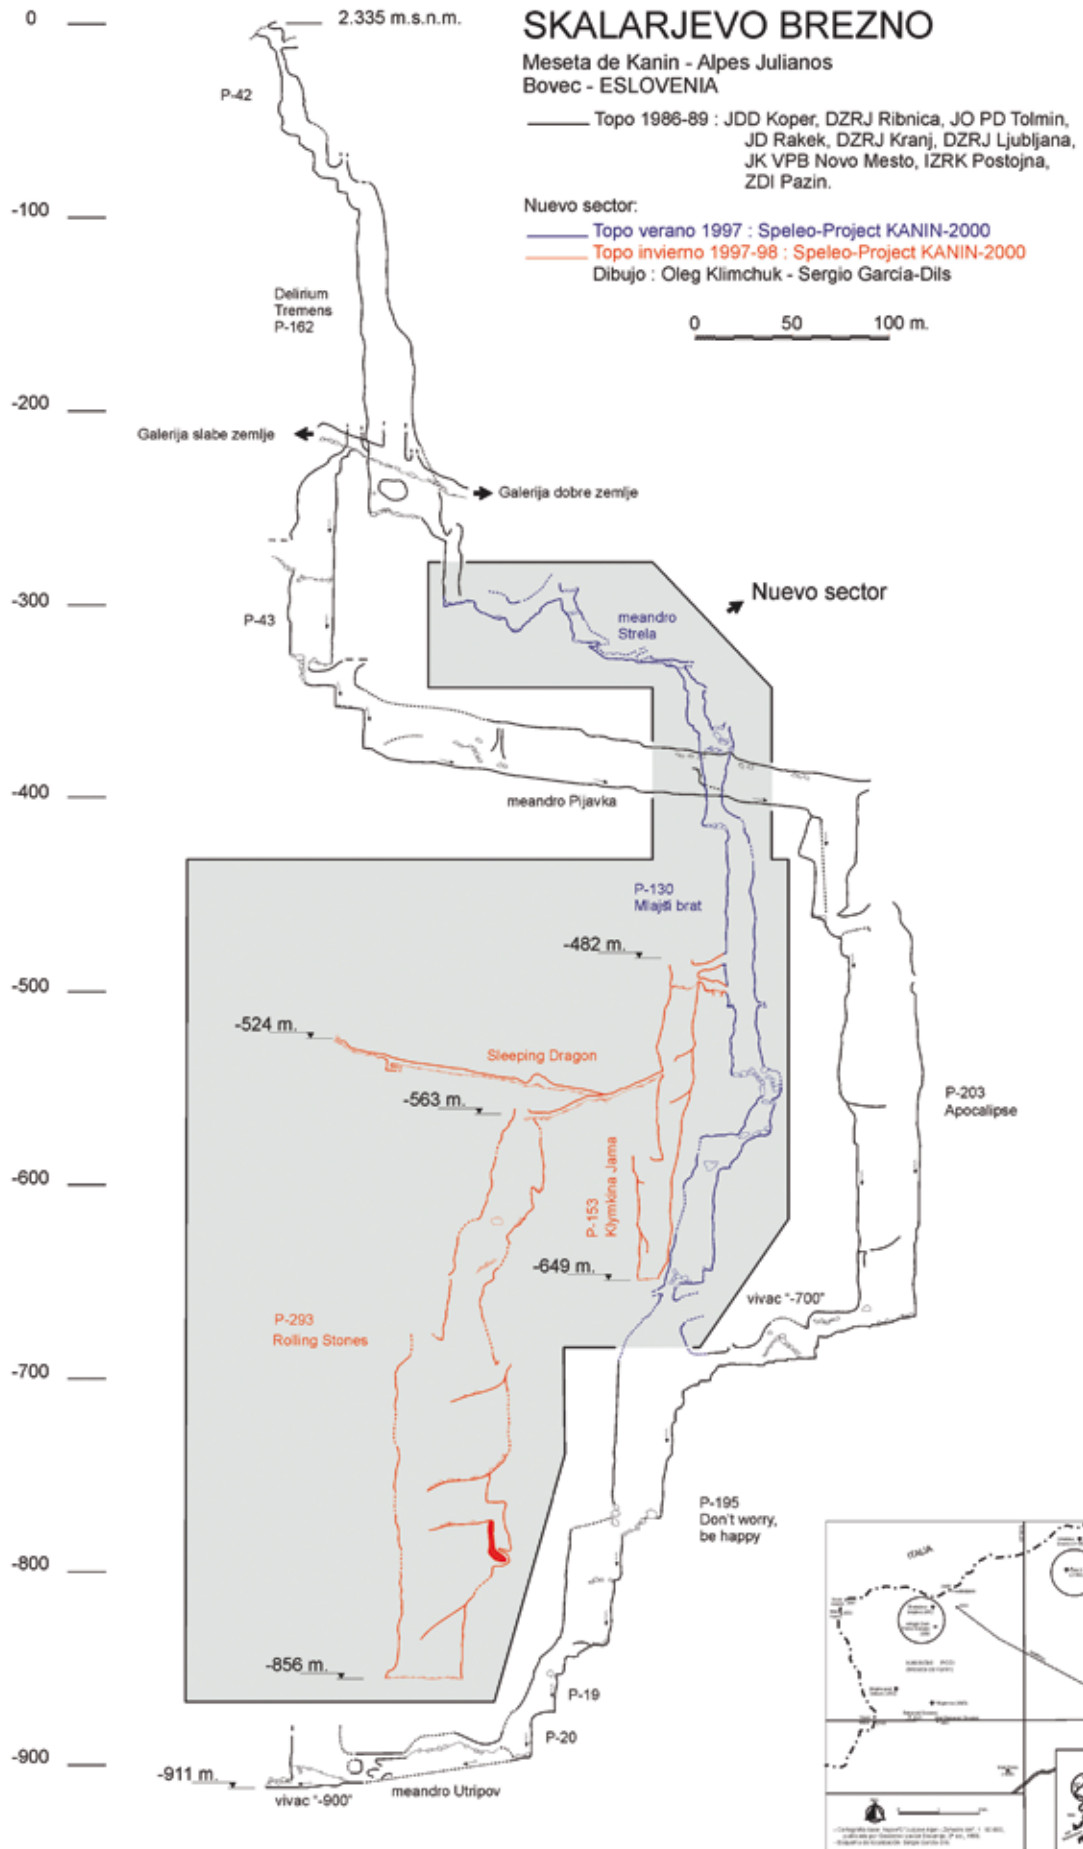 SKALARJEVO BREZNO
Meseta de Kanin - Alpes Julianos
Bovec - ESLOVENIA
Topo 1986-89 : JDD Koper, DZRJ Ribnica, JO PD Tolmin,
JD Rakek, DZRJ Kranj, DZRJ Ljubljana,
JK VPB Novo Mesto, IZRK Postojna,
ZDI Pazin.
Nuevo sector:
Topo verano 1997 : Speleo-Project KANIN-2000
Topo invierno 1997-98 : Speleo-Project KANIN-2000
Dibujo : Oleg Klimchuk - Sergio García-Dils
0 50 100 m.
0
2.335 m.s.n.m.
P-42
-100
Delirium
Tremens
P-162
-200
Galerija slabe zemlje
Galerija dobre zemlje
-300
Nuevo sector
P-43
meandro
Strela
-400
meandro Pijavka
P-130
Mlajši brat
-482 m.
-500
-524 m.
Sleeping Dragon
-563 m.
P-203
Apocalipse
-600
P-153
Klymkina Jama
-649 m.
vivac "-700"
P-293
Rolling Stones
-700
P-195
Don't worry,
be happy
-800
-856 m.
P-19
P-20
-900
-911 m.
vivac "-900"
meandro Utripov
ITALIA